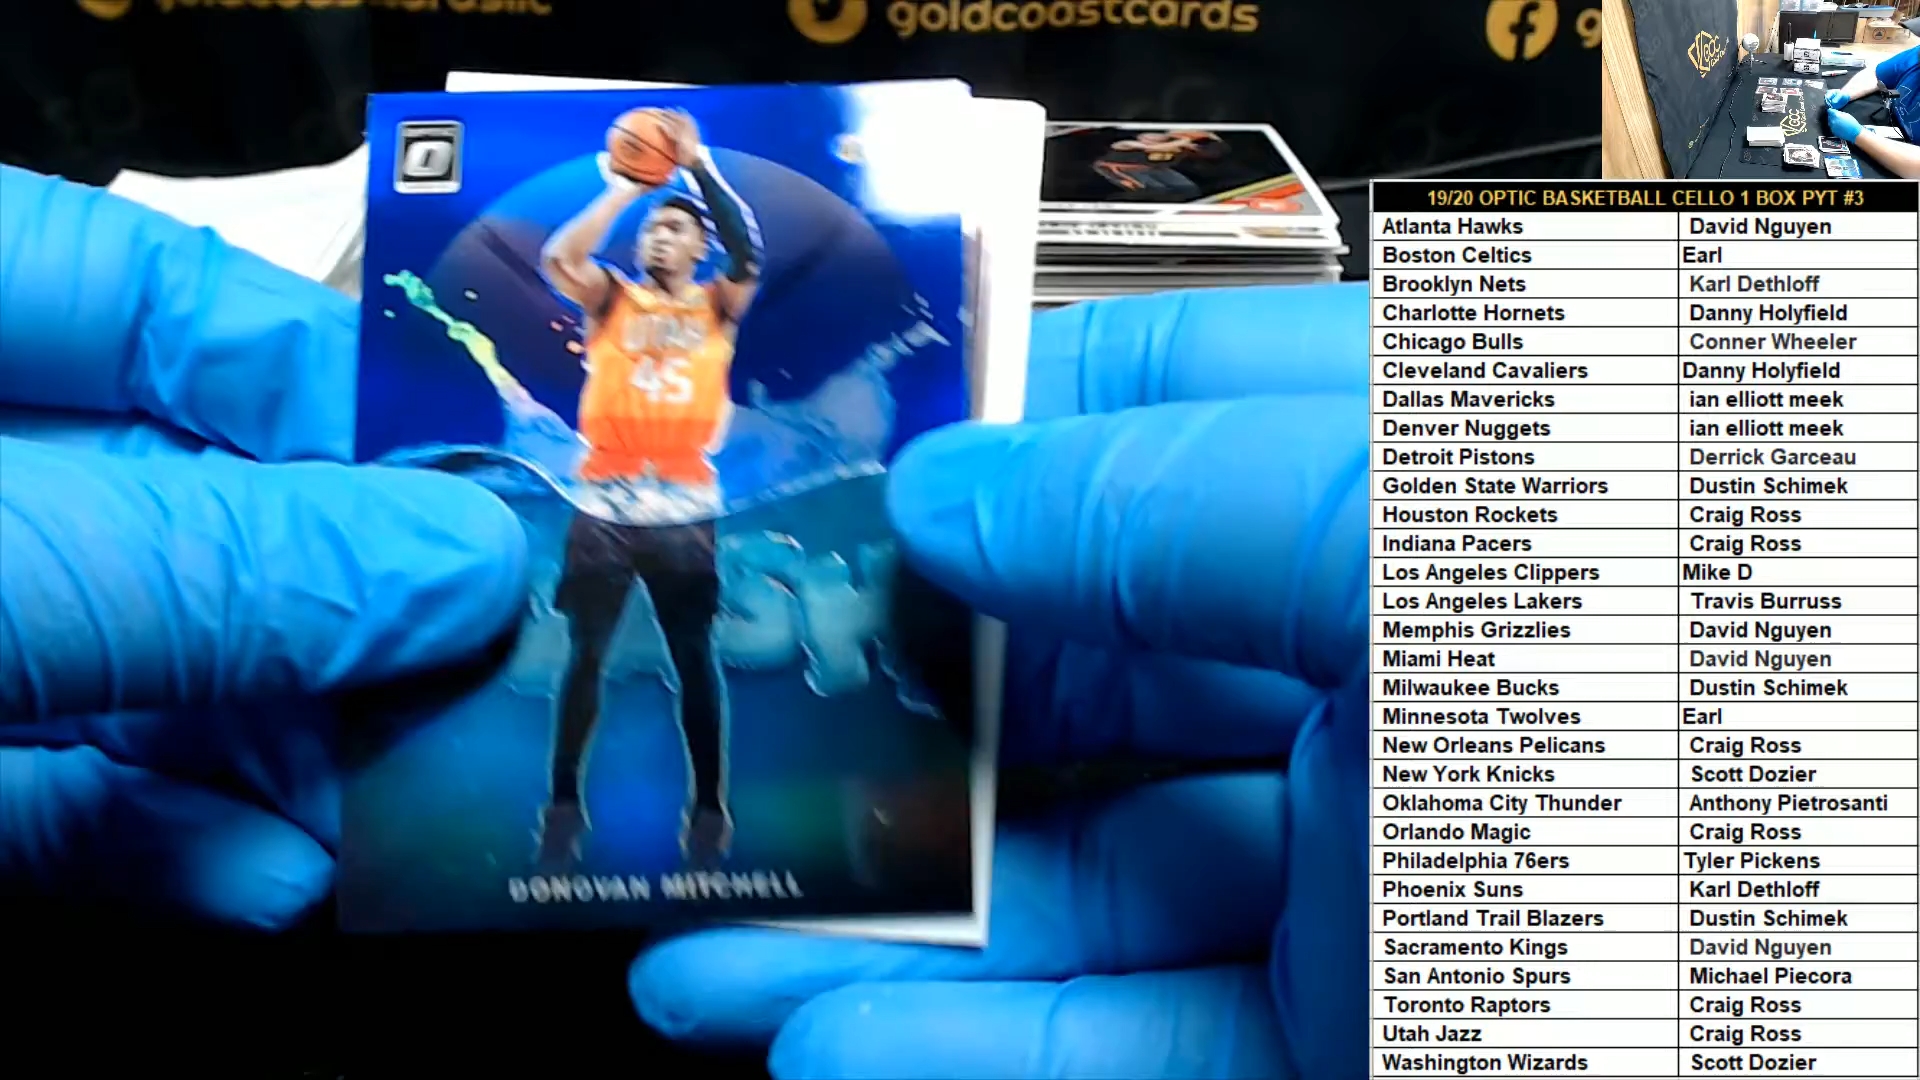 goldcoastcards
19/20 OPTIC BASKETBALL CELLO 1 BOX PYT #3
Atlanta Hawks David Nguyen
Boston Celtics Earl
Brooklyn Nets Karl Dethloff
Charlotte Hornets Danny Holyfield
Chicago Bulls Conner Wheeler
Cleveland Cavaliers Danny Holyfield
Dallas Mavericks ian elliott meek
Denver Nuggets ian elliott meek
Detroit Pistons Derrick Garceau
Golden State Warriors Dustin Schimek
Houston Rockets Craig Ross
Indiana Pacers Craig Ross
Los Angeles Clippers Mike D
Los Angeles Lakers Travis Burruss
Memphis Grizzlies David Nguyen
Miami Heat David Nguyen
Milwaukee Bucks Dustin Schimek
Minnesota Twolves Earl
New Orleans Pelicans Craig Ross
New York Knicks Scott Dozier
Oklahoma City Thunder Anthony Pietrosanti
Orlando Magic Craig Ross
Philadelphia 76ers Tyler Pickens
Phoenix Suns Karl Dethloff
Portland Trail Blazers Dustin Schimek
Sacramento Kings David Nguyen
San Antonio Spurs Michael Piecora
Toronto Raptors Craig Ross
Utah Jazz Craig Ross
Washington Wizards Scott Dozier
UTAH
45
DONOVAN MITCHELL